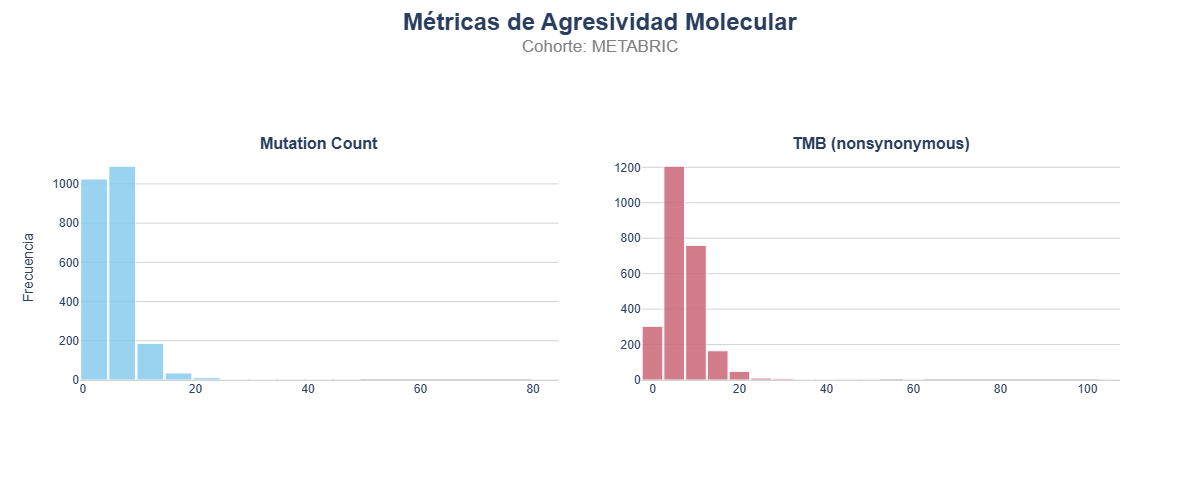 Métricas de Agresividad Molecular
Cohorte: METABRIC
Mutation Count
Frecuencia
1000
800
600
400
200
0
0 20 40 60 80
TMB (nonsynonymous)
1200
1000
800
600
400
200
0
0 20 40 60 80 100